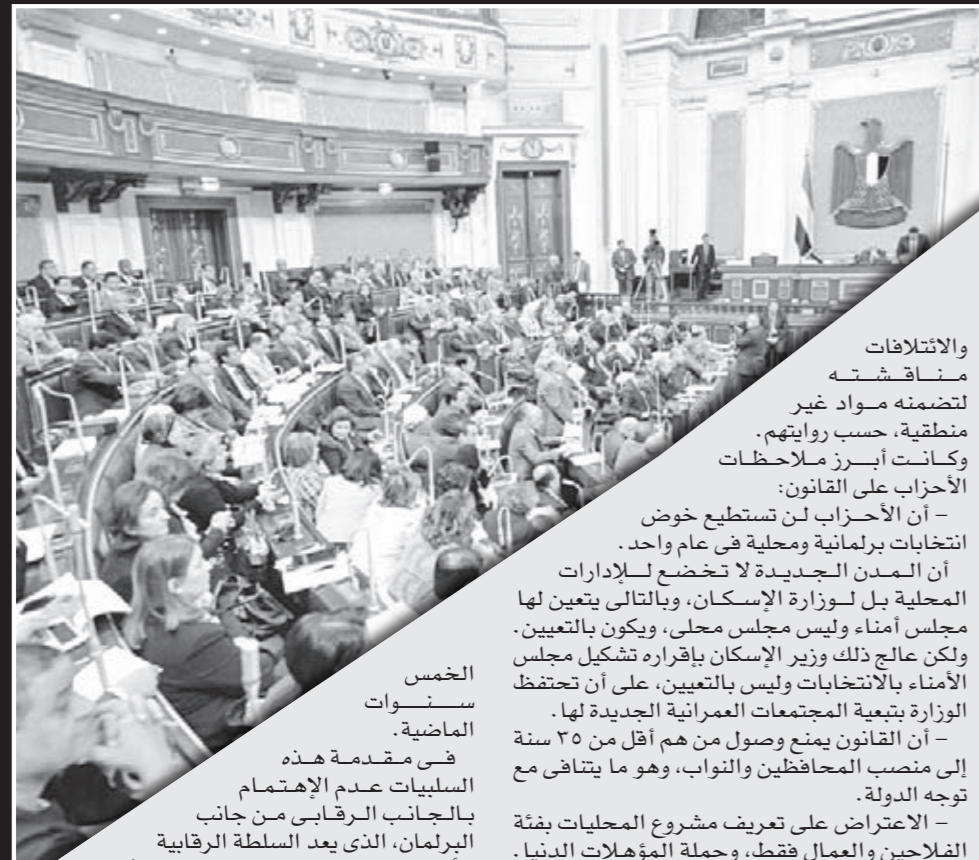 والائتلافات
مناقشته
لتضمنه مواد غير
منطقية، حسب روايتهم.
وكانت أبرز ملاحظات
الأحزاب على القانون:
– أن الأحزاب لن تستطيع خوض
انتخابات برلمانية ومحلية فى عام واحد.
أن المدن الجديدة لا تخضع للإدارات
المحلية بل لوزارة الإسكان، وبالتالى يتعين لها
مجلس أمناء وليس مجلس محلى، ويكون بالتعيين.
ولكن عالج ذلك وزير الإسكان بإقراره تشكيل مجلس
الأمناء بالانتخابات وليس بالتعيين، على أن تحتفظ
الوزارة بتبعية المجتمعات العمرانية الجديدة لها.
– أن القانون يمنع وصول من هم أقل من ٣٥ سنة
إلى منصب المحافظين والنواب، وهو ما يتنافى مع
توجه الدولة.
– الاعتراض على تعريف مشروع المحليات بفئة
الفلاحين والعمال فقط، وحملة المؤهلات الدنيا.
الخمس
سنوات
الماضية.
فى مقدمة هذه
السلبيات عدم الإهتمام
بالجانب الرقابى من جانب
البرلمان، الذى يعد السلطة الرقابية